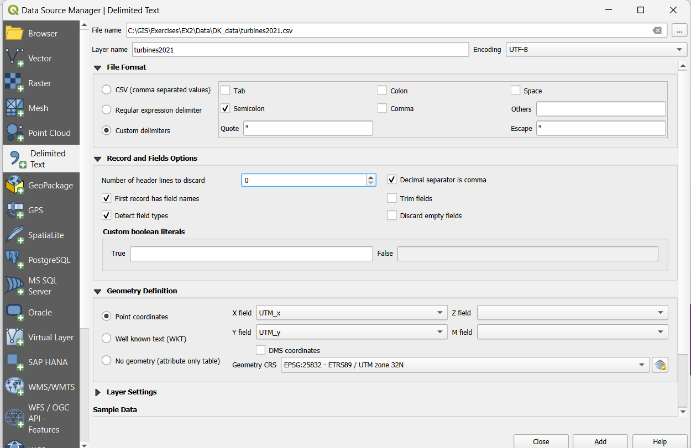 Data Source Manager | Delimited Text
Browser
Vector
Raster
Mesh
Point Cloud
Delimited
Text
GeoPackage
GPS
SpatiaLite
PostgreSQL
MS SQL
Server
Oracle
Virtual Layer
SAP HANA
WMS/WMTS
WFS / OGC
API -
Features
File name C:\GIS\Exercises\EX2\Data\DK_data\turbines2021.csv ...
Layer name turbines2021 Encoding UTF-8
File Format
CSV (comma separated values) Tab Colon Space
Regular expression delimiter Semicolon Comma Others
Custom delimiters Quote " Escape "
Record and Fields Options
Number of header lines to discard 0 Decimal separator is comma
First record has field names Trim fields
Detect field types Discard empty fields
Custom boolean literals
True False
Geometry Definition
Point coordinates X field UTM_x Z field
Well known text (WKT) Y field UTM_y M field
No geometry (attribute only table) DMS coordinates
Geometry CRS EPSG:25832 - ETRS89 / UTM zone 32N
Layer Settings
Sample Data
Close Add Help